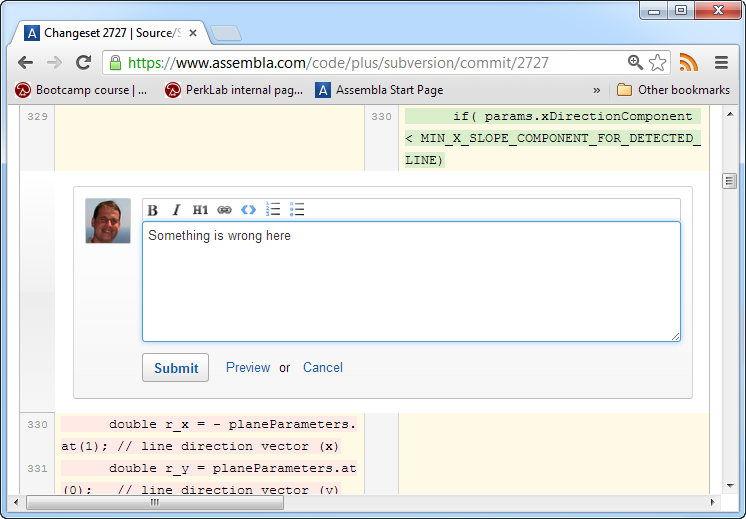 Changeset 2727 | Source/S
https://www.assembla.com/code/plus/subversion/commit/2727
Bootcamp course | ... PerkLab internal pag... Assembla Start Page » Other bookmarks
329 330 if( params.xDirectionComponent
< MIN_X_SLOPE_COMPONENT_FOR_DETECTED_
LINE)
B I H1
Something is wrong here
Submit Preview or Cancel
330 double r_x = - planeParameters.
at(1); // line direction vector (x)
331 double r_y = planeParameters.at
(0); // line direction vector (y)